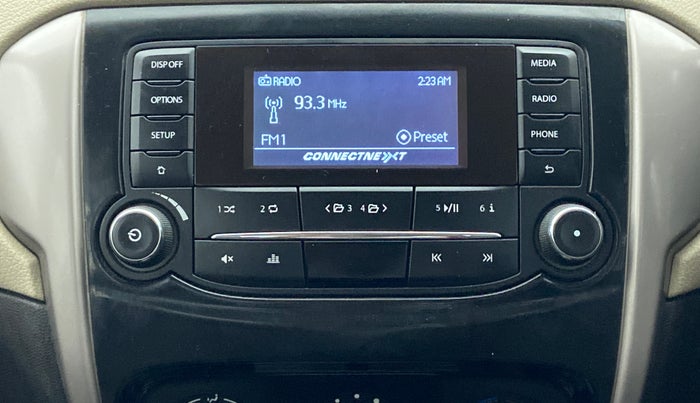 DISP OFF
OPTIONS
SETUP
RADIO
2:23 AM
93.3 MHz
FM1
Preset
CONNECTNEXT
MEDIA
RADIO
PHONE
1
2
3
4
5
6 i